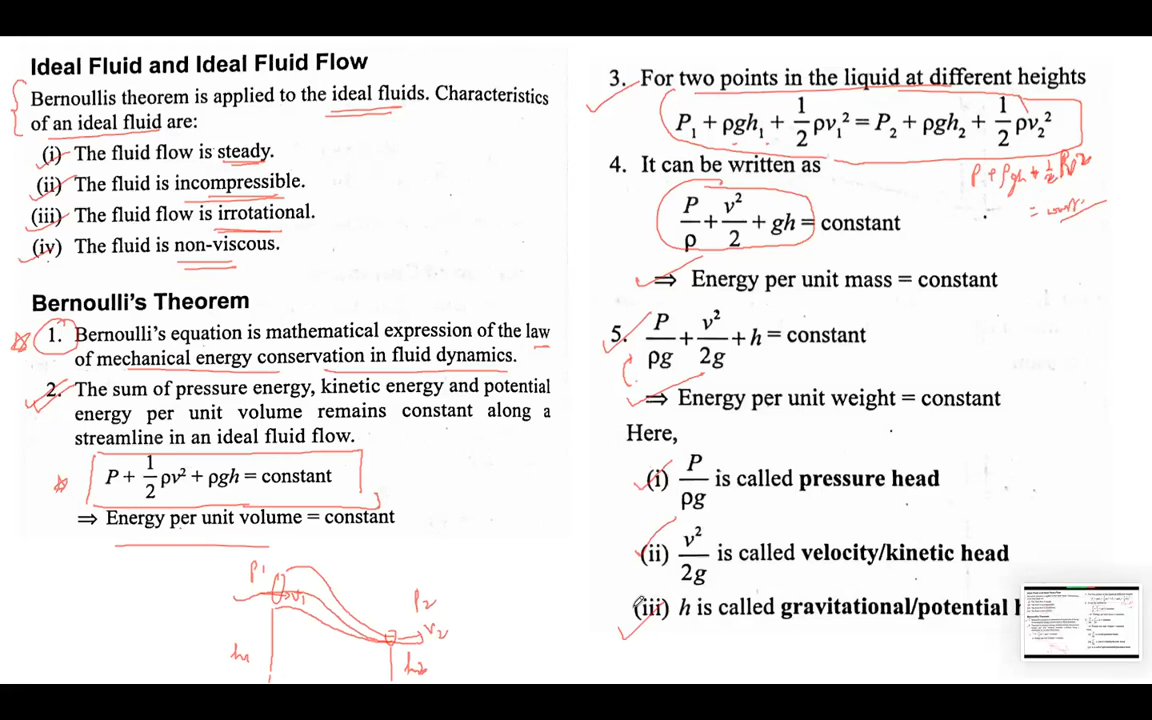 Ideal Fluid and Ideal Fluid Flow
Bernoullis theorem is applied to the ideal fluids. Characteristics
of an ideal fluid are:
(i) The fluid flow is steady.
(ii) The fluid is incompressible.
(iii) The fluid flow is irrotational.
(iv) The fluid is non-viscous.
Bernoulli's Theorem
1. Bernoulli's equation is mathematical expression of the law
of mechanical energy conservation in fluid dynamics.
2. The sum of pressure energy, kinetic energy and potential
energy per unit volume remains constant along a
streamline in an ideal fluid flow.
P + 1/2 ρv² + ρgh = constant
⇒ Energy per unit volume = constant
P1
v1
P2
v2
h1
h2
3. For two points in the liquid at different heights
P₁ + ρgh₁ + 1/2 ρv₁² = P₂ + ρgh₂ + 1/2 ρv₂²
4. It can be written as
P + ρgh + 1/2 ρv²
P/ρ + v²/2 + gh = constant
⇒ Energy per unit mass = constant
5. P/ρg + v²/2g + h = constant
⇒ Energy per unit weight = constant
Here,
(i) P/ρg is called pressure head
(ii) v²/2g is called velocity/kinetic head
(iii) h is called gravitational/potential